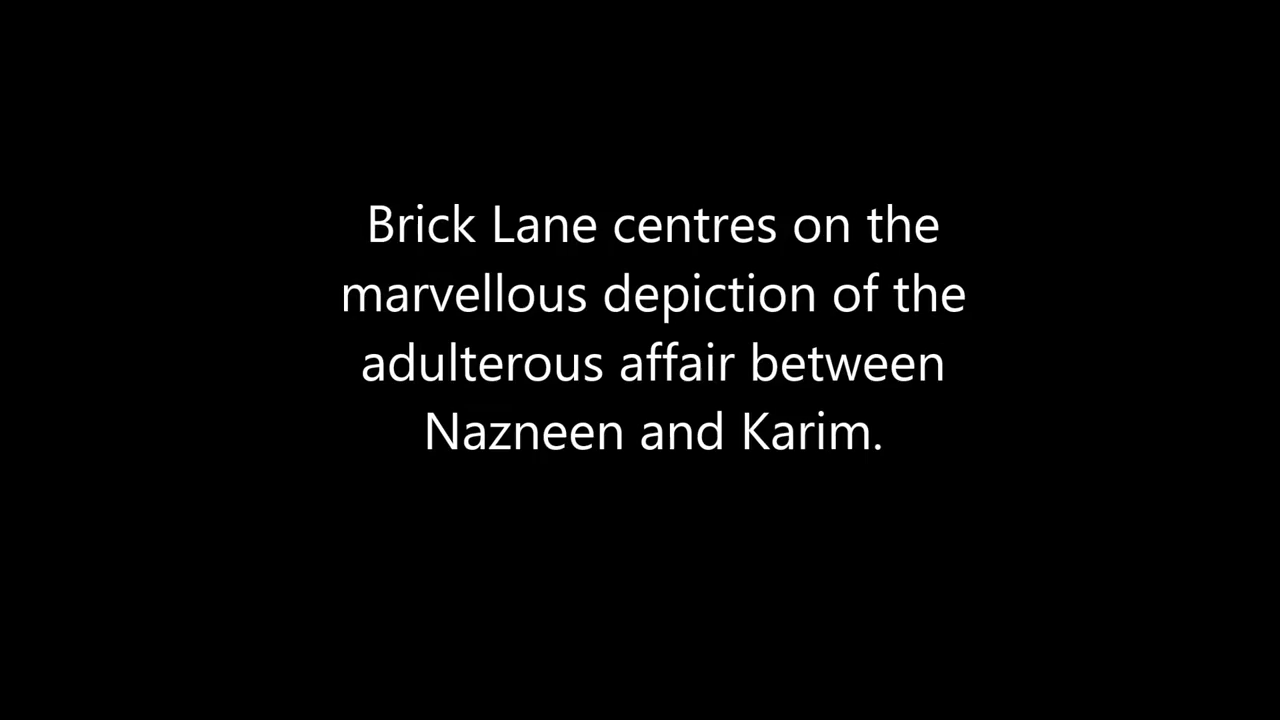 Brick Lane centres on the
marvellous depiction of the
adulterous affair between
Nazneen and Karim.